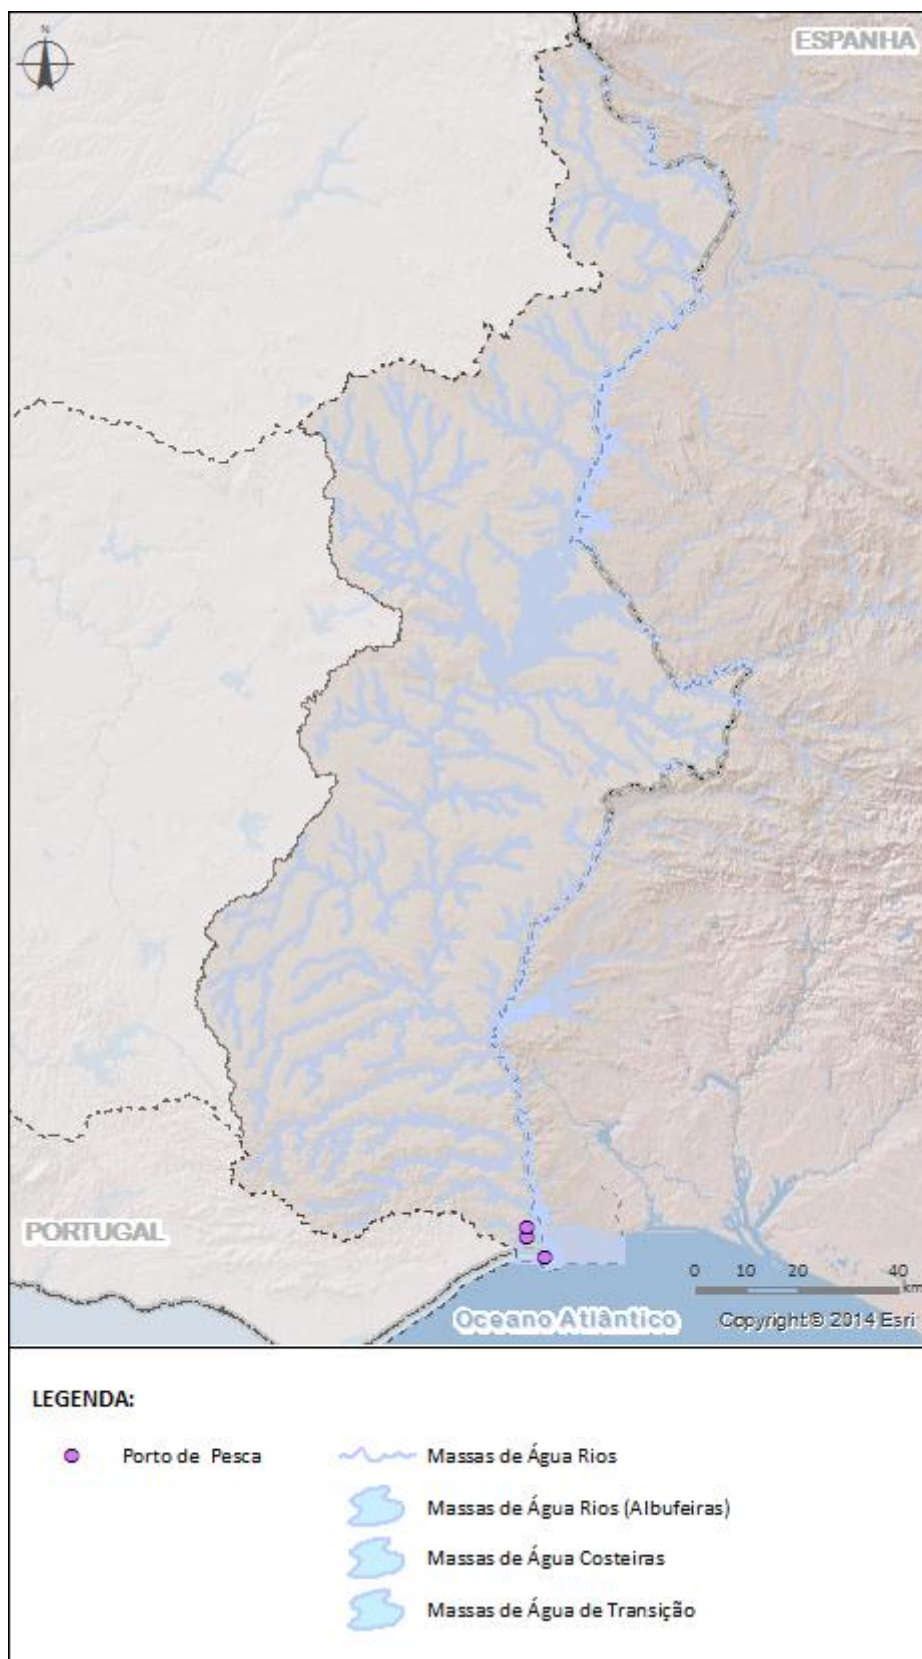 N
ESPANHA
PORTUGAL
0 10 20 40
km
Oceano Atlântico
Copyright:© 2014 Esri
LEGENDA:
Porto de Pesca
Massas de Água Rios
Massas de Água Rios (Albufeiras)
Massas de Água Costeiras
Massas de Água de Transição